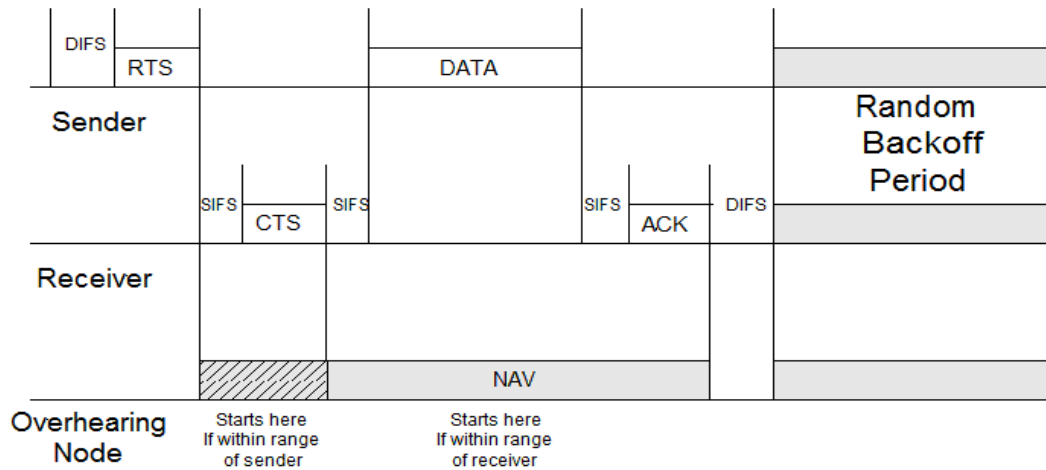 DIFS
RTS
DATA
Sender
Random
Backoff
Period
SIFS
CTS
SIFS
SIFS
ACK
DIFS
Receiver
NAV
Overhearing
Node
Starts here
If within range
of sender
Starts here
If within range
of receiver